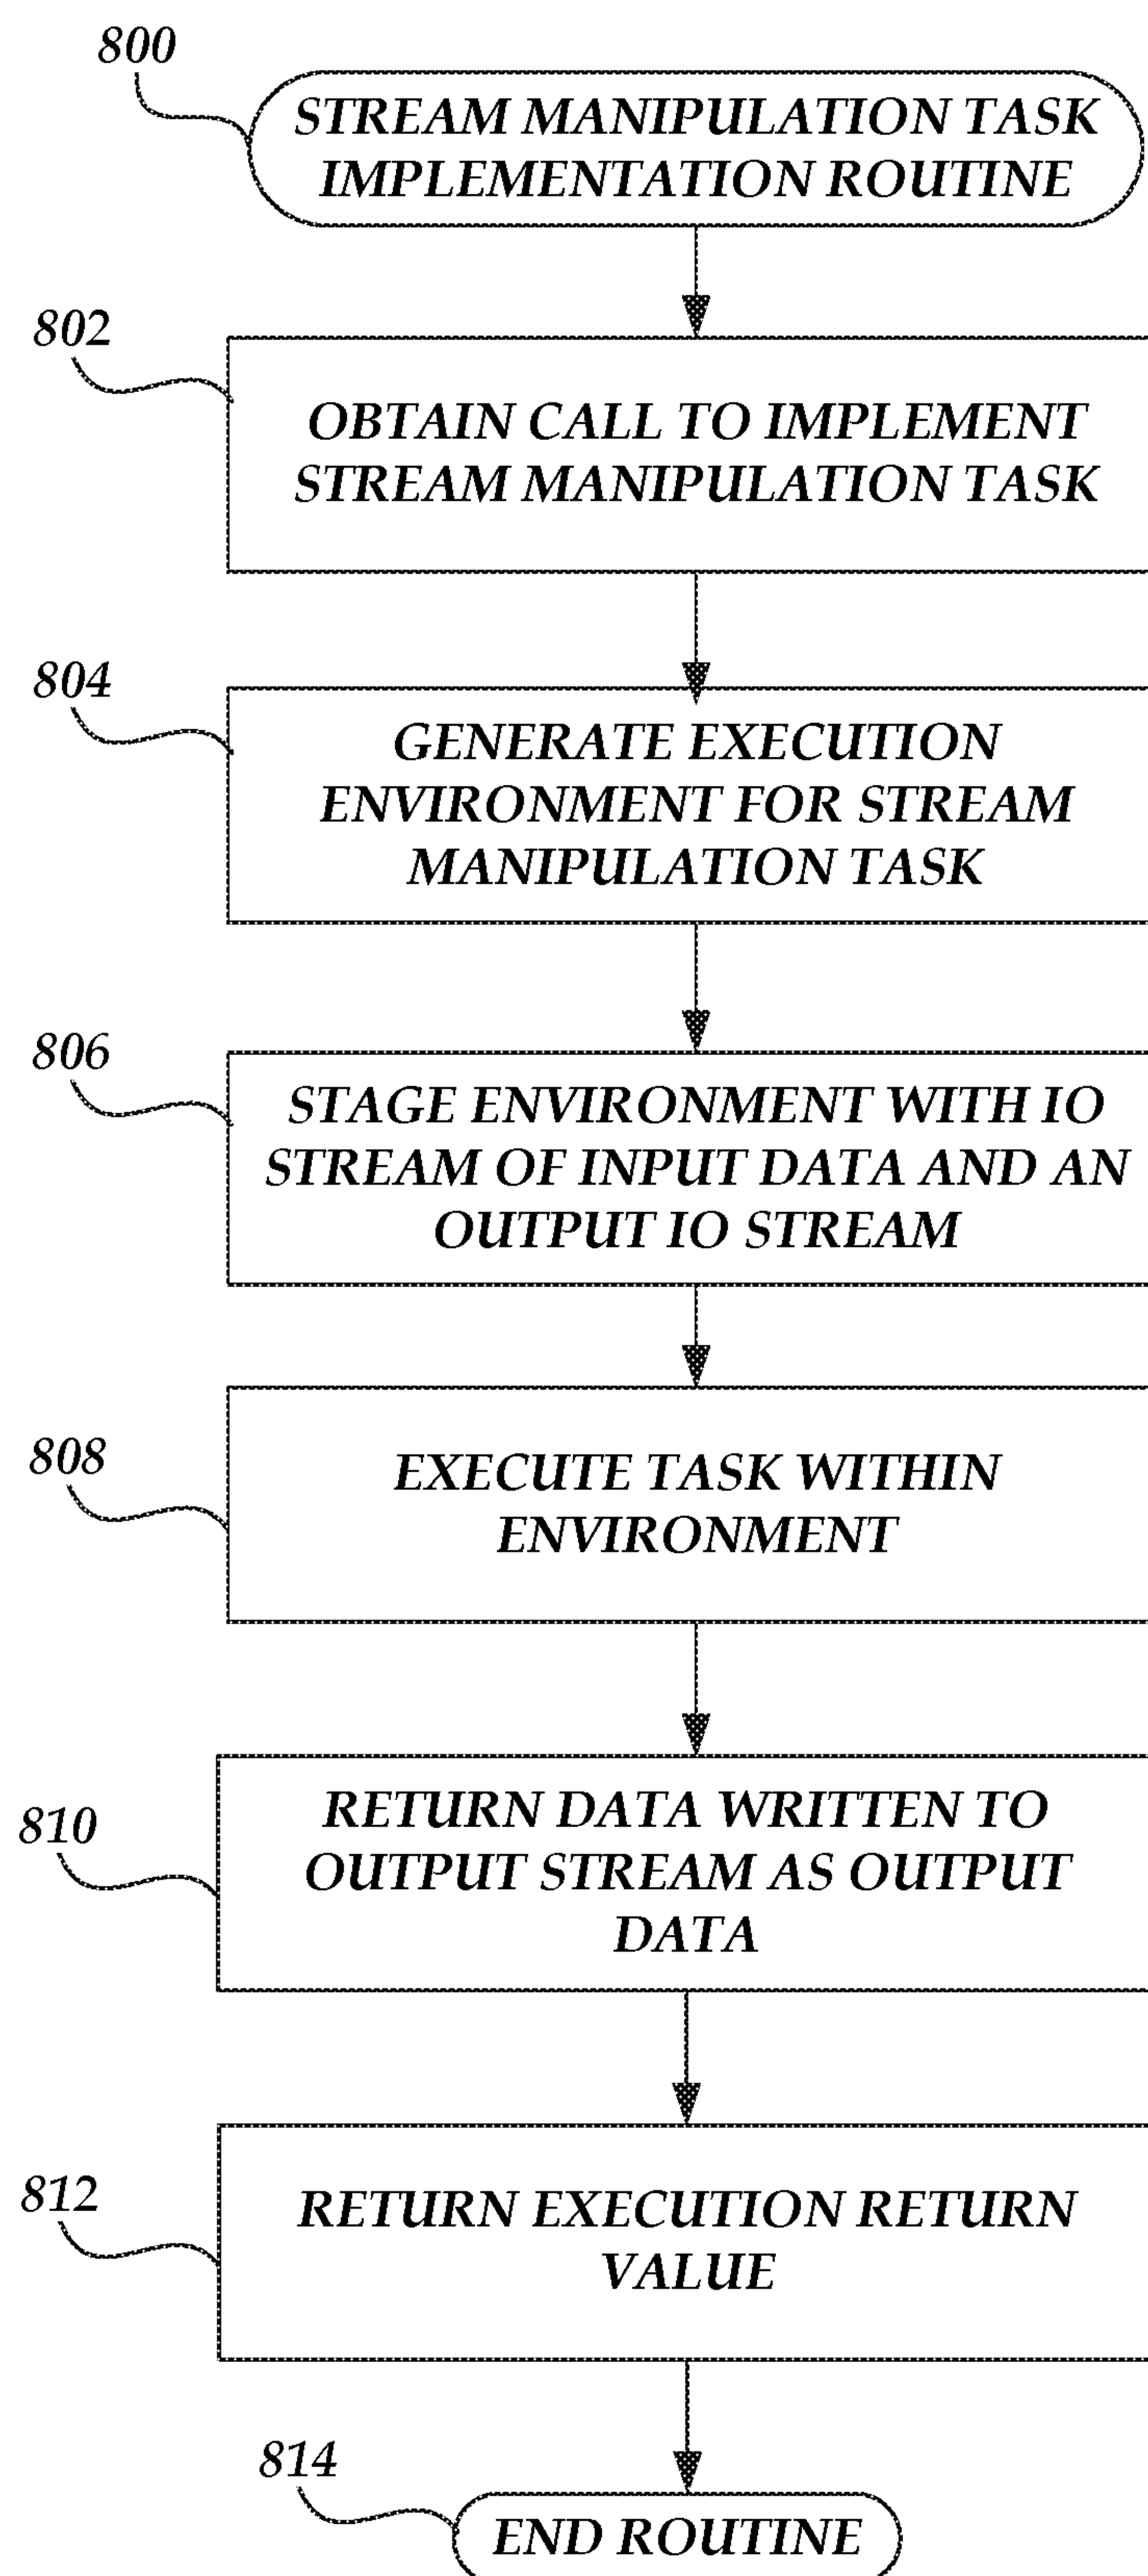 800
STREAM MANIPULATION TASK
IMPLEMENTATION ROUTINE
802
OBTAIN CALL TO IMPLEMENT
STREAM MANIPULATION TASK
804
GENERATE EXECUTION
ENVIRONMENT FOR STREAM
MANIPULATION TASK
806
STAGE ENVIRONMENT WITH IO
STREAM OF INPUT DATA AND AN
OUTPUT IO STREAM
808
EXECUTE TASK WITHIN
ENVIRONMENT
810
RETURN DATA WRITTEN TO
OUTPUT STREAM AS OUTPUT
DATA
812
RETURN EXECUTION RETURN
VALUE
814
END ROUTINE